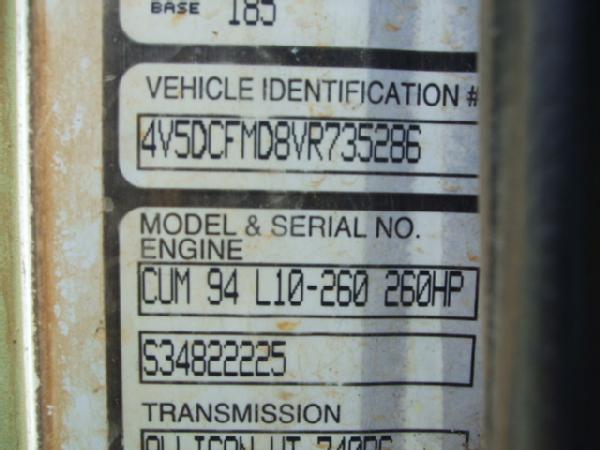 BASE 185
VEHICLE IDENTIFICATION #
4V5DCFMD8VR735286
MODEL & SERIAL NO.
ENGINE
CUM 94 L10-260 260HP
S34822225
TRANSMISSION